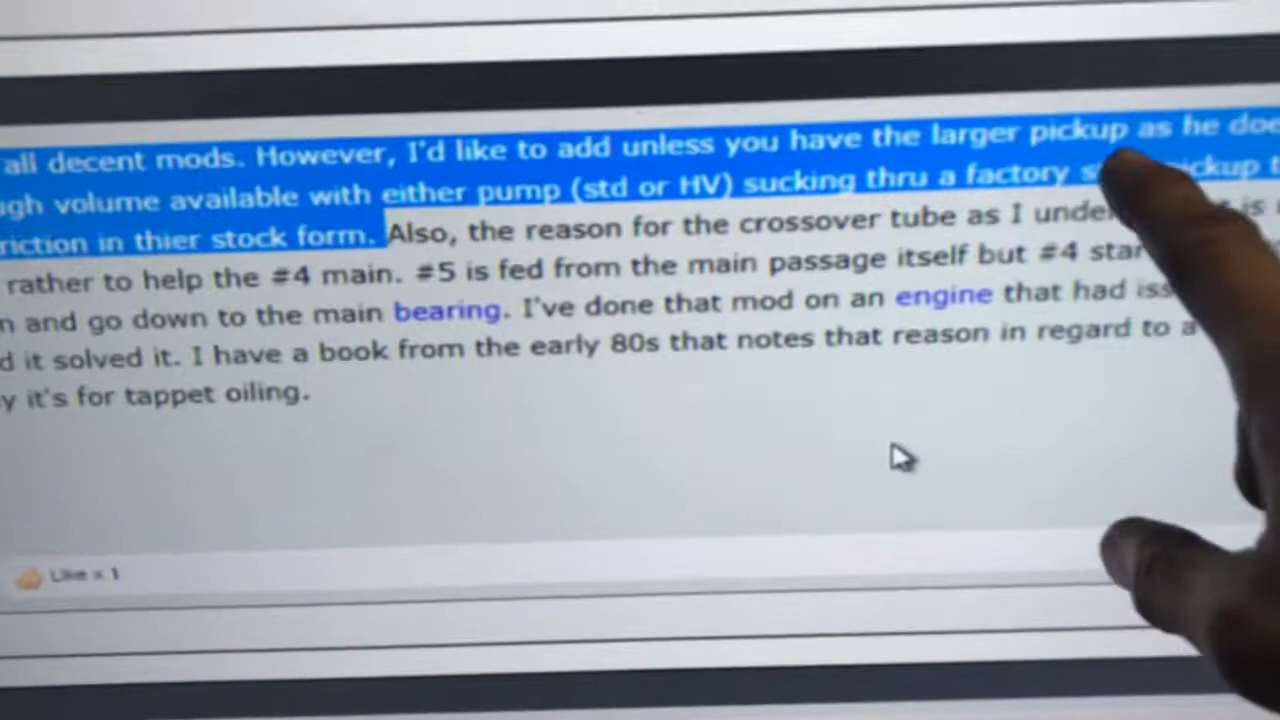 all decent mods. However, I'd like to add unless you have the larger pickup as he
volume available with either pump (std or HV) sucking thru a factory pickup
in thier stock form. Also, the reason for the crossover tube as I is
rather to help the #4 main. #5 is fed from the main passage itself but #4
and go down to the main bearing. I've done that mod on an engine that had
it solved it. I have a book from the early 80s that notes that reason in regard to a
it's for tappet oiling.
Like x 1